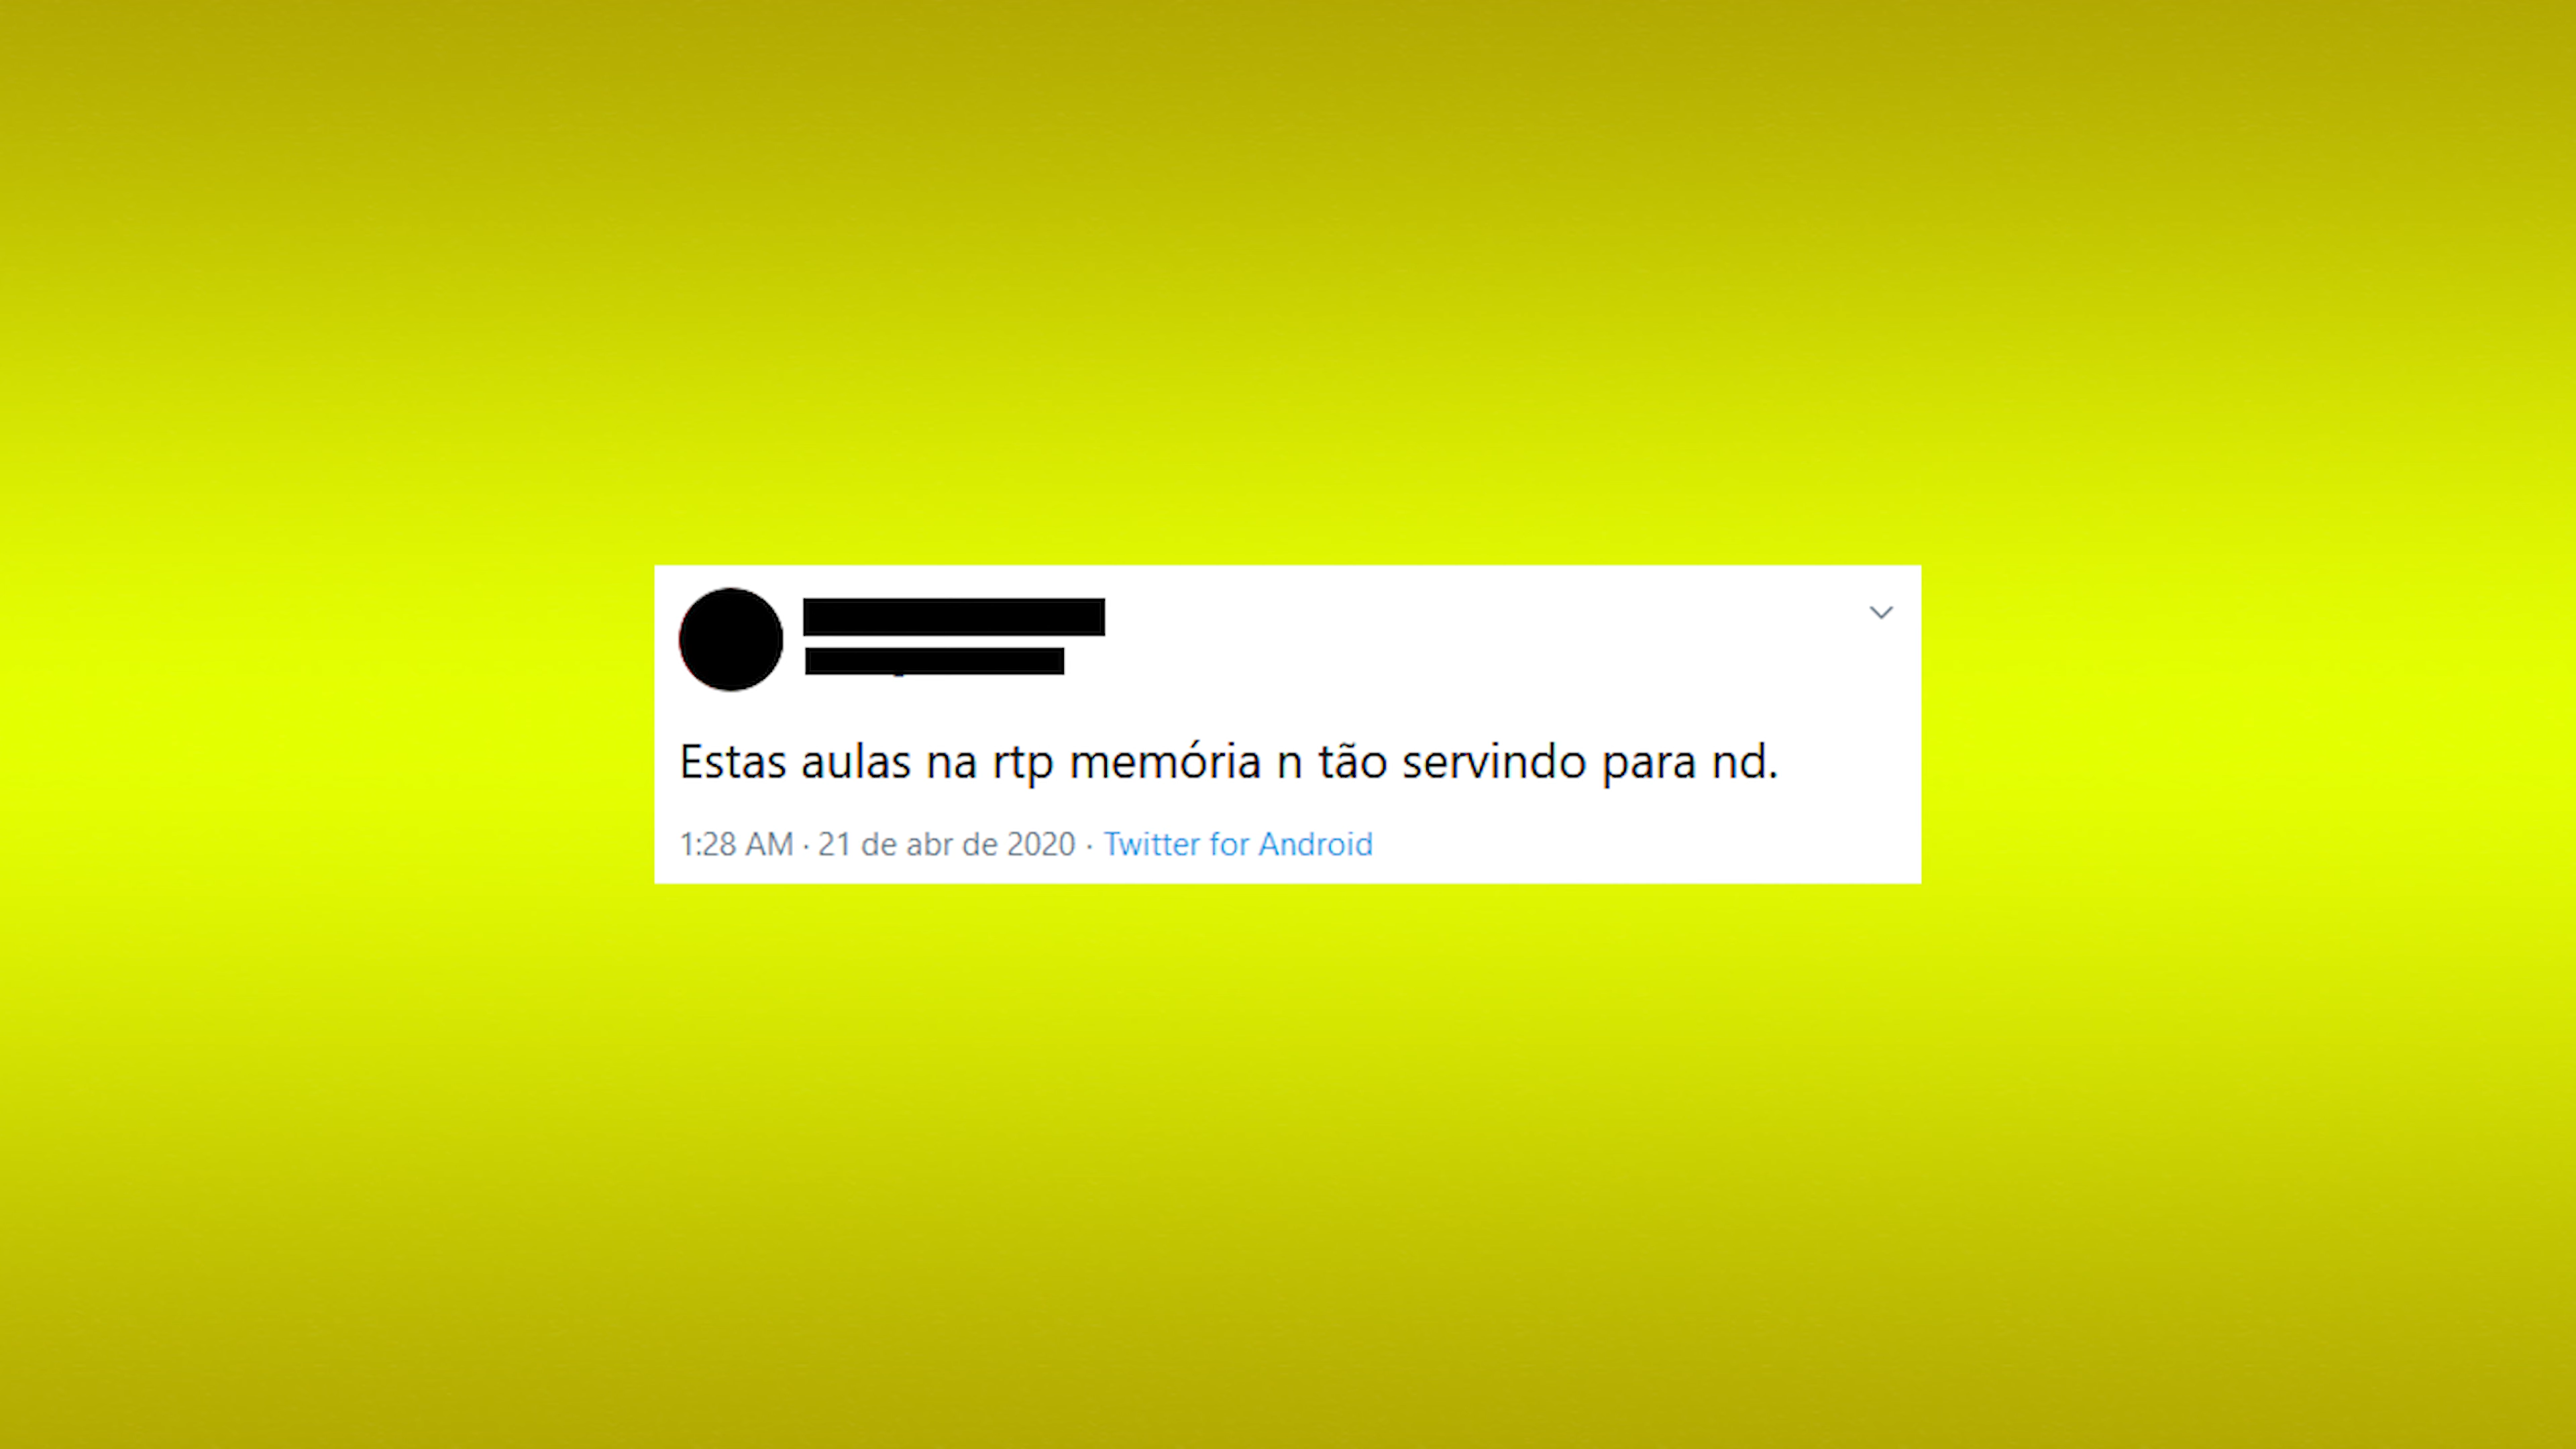 Estas aulas na rtp memória n tão servindo para nd.
1:28 AM · 21 de abr de 2020 · Twitter for Android